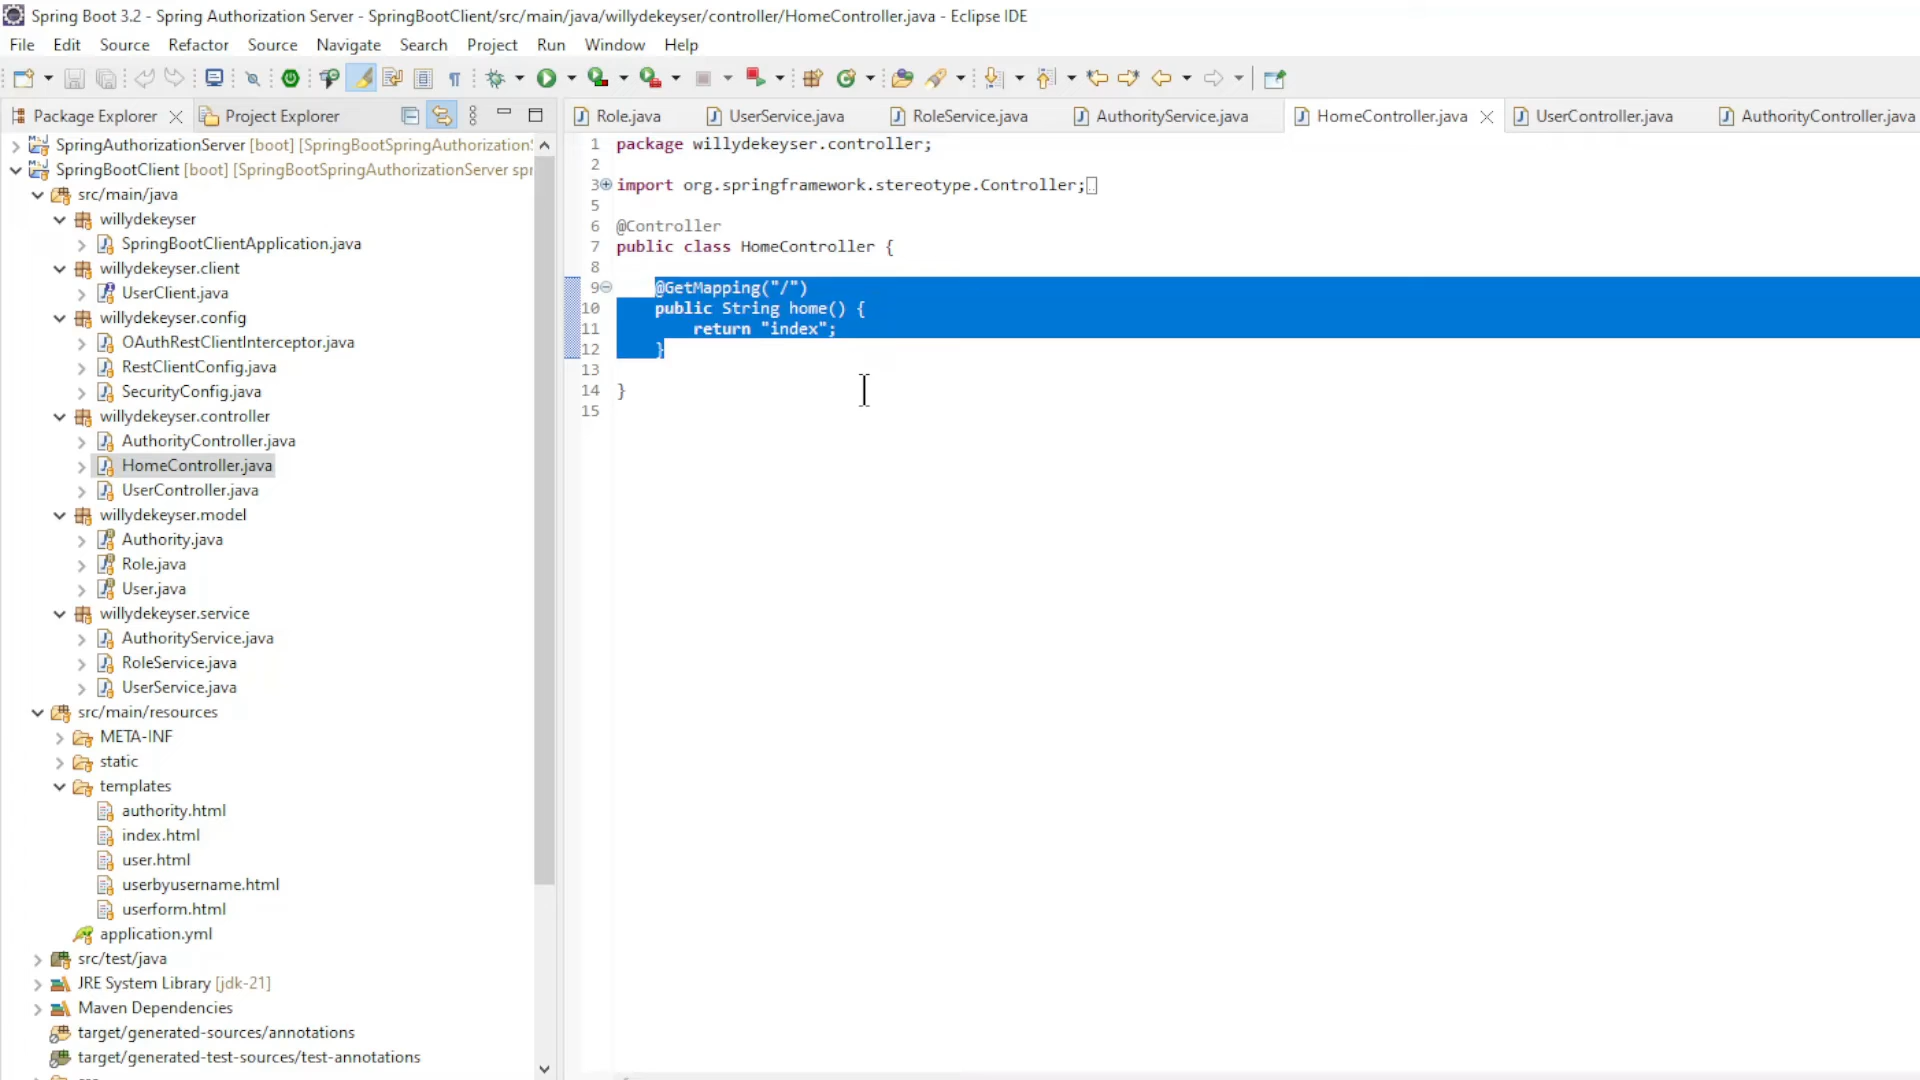 Spring Boot 3.2 - Spring Authorization Server - SpringBootClient/src/main/java/willydekeyser/controller/HomeController.java - Eclipse IDE
File Edit Source Refactor Source Navigate Search Project Run Window Help
Package Explorer Project Explorer
Role.java UserService.java RoleService.java AuthorityService.java HomeController.java UserController.java AuthorityController.java
SpringAuthorizationServer [boot] [SpringBootSpringAuthorization
SpringBootClient [boot] [SpringBootSpringAuthorizationServer spr
src/main/java
willydekeyser
SpringBootClientApplication.java
willydekeyser.client
UserClient.java
willydekeyser.config
OAuthRestClientInterceptor.java
RestClientConfig.java
SecurityConfig.java
willydekeyser.controller
AuthorityController.java
HomeController.java
UserController.java
willydekeyser.model
Authority.java
Role.java
User.java
willydekeyser.service
AuthorityService.java
RoleService.java
UserService.java
src/main/resources
META-INF
static
templates
authority.html
index.html
user.html
userbyusername.html
userform.html
application.yml
src/test/java
JRE System Library [jdk-21]
Maven Dependencies
target/generated-sources/annotations
target/generated-test-sources/test-annotations
1 package willydekeyser.controller;
2
3 import org.springframework.stereotype.Controller;
5
6 @Controller
7 public class HomeController {
8
9 @GetMapping("/")
10 public String home() {
11 return "index";
12 }
13
14 }
15